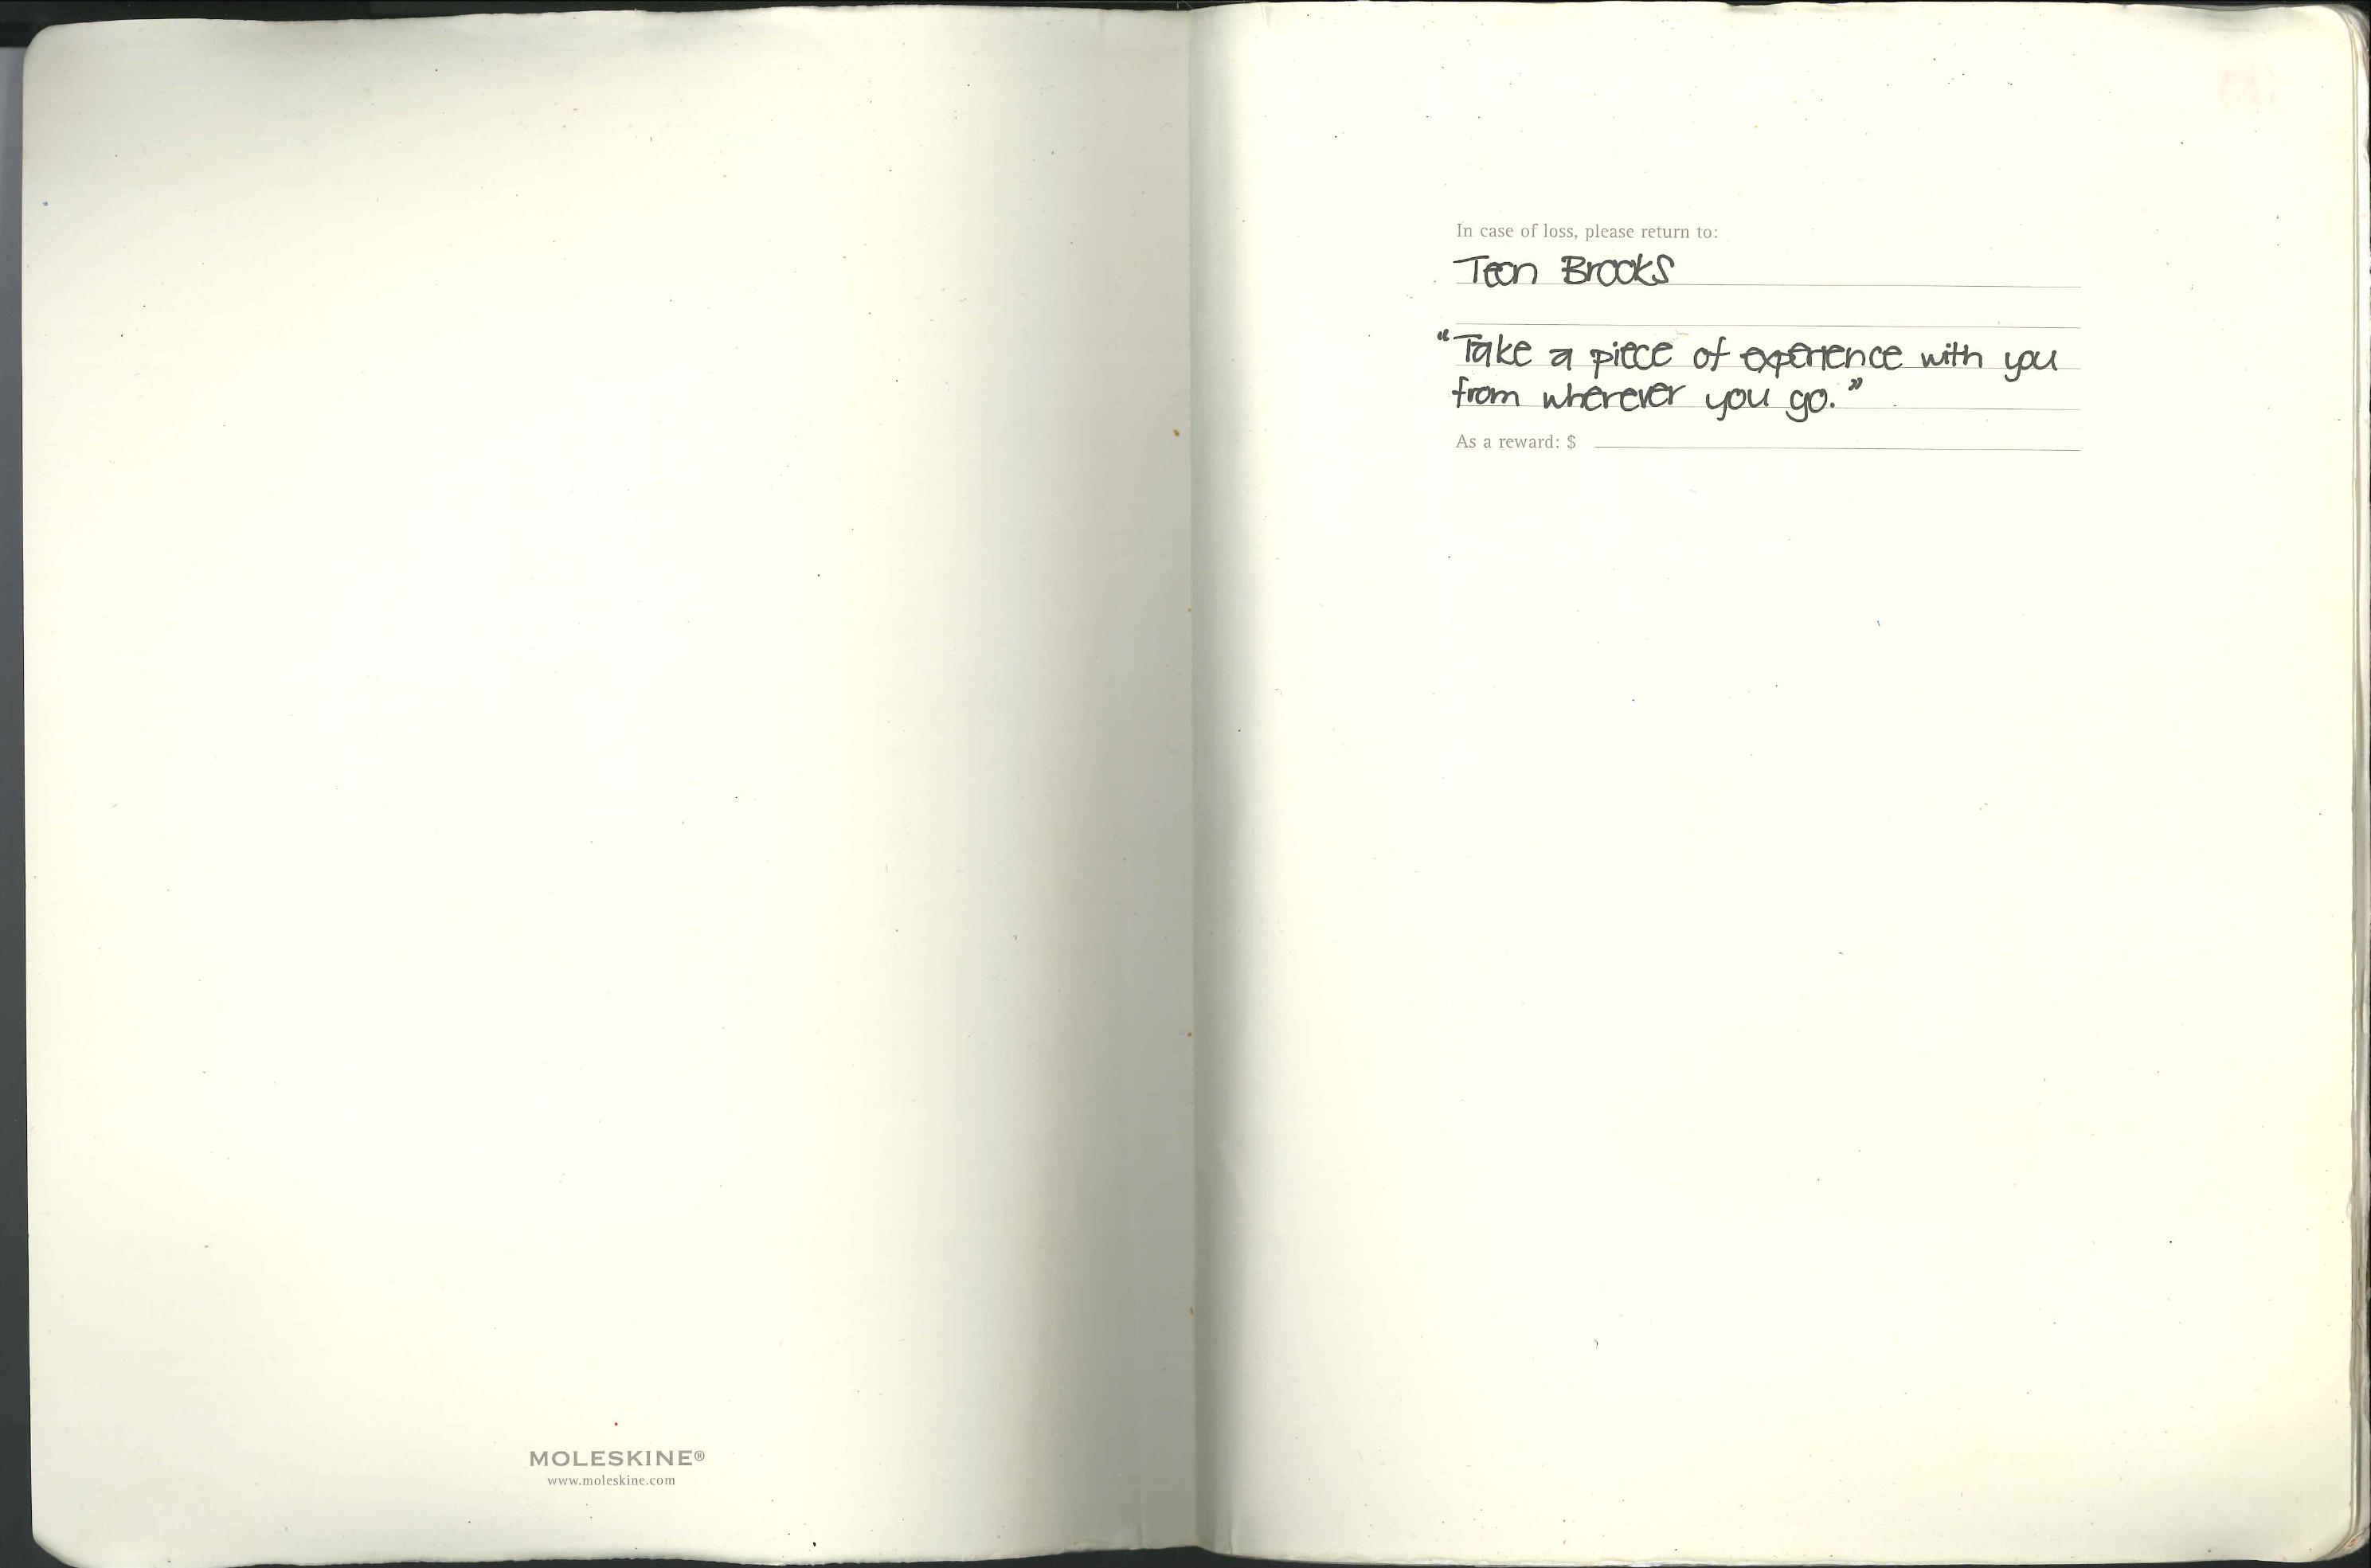 In case of loss, please return to:
Teon Brooks
"Take a piece of experience with you
from wherever you go."
As a reward: $
MOLESKINE®
www.moleskine.com